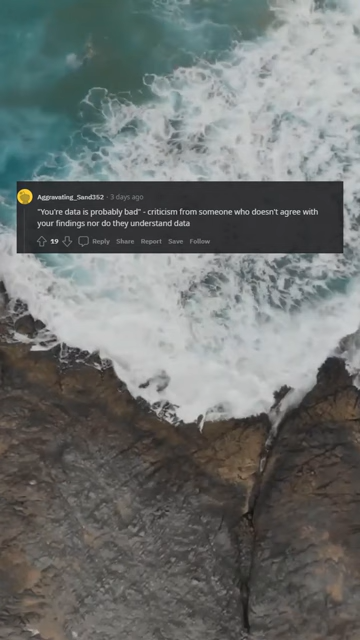 Aggravating_Sand352 · 3 days ago
"You're data is probably bad" - criticism from someone who doesn't agree with
your findings nor do they understand data
19 Reply Share Report Save Follow